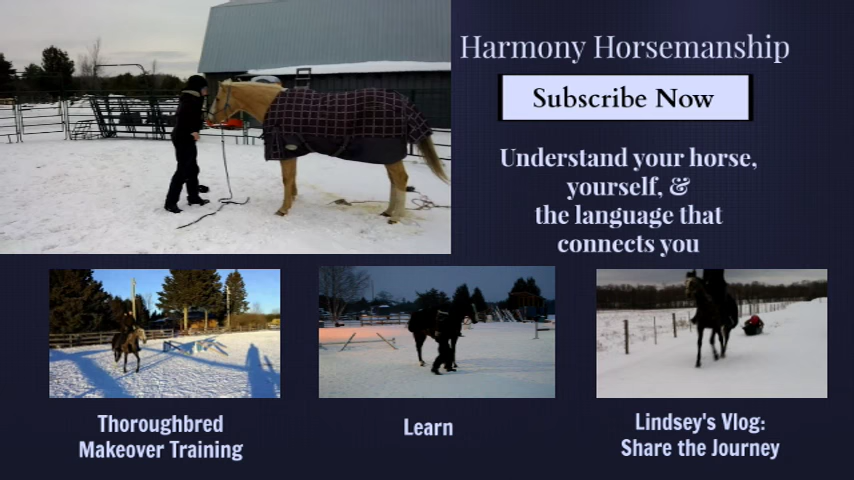 Harmony Horsemanship
Subscribe Now
Understand your horse,
yourself, &
the language that
connects you
Thoroughbred
Makeover Training
Learn
Lindsey's Vlog:
Share the Journey